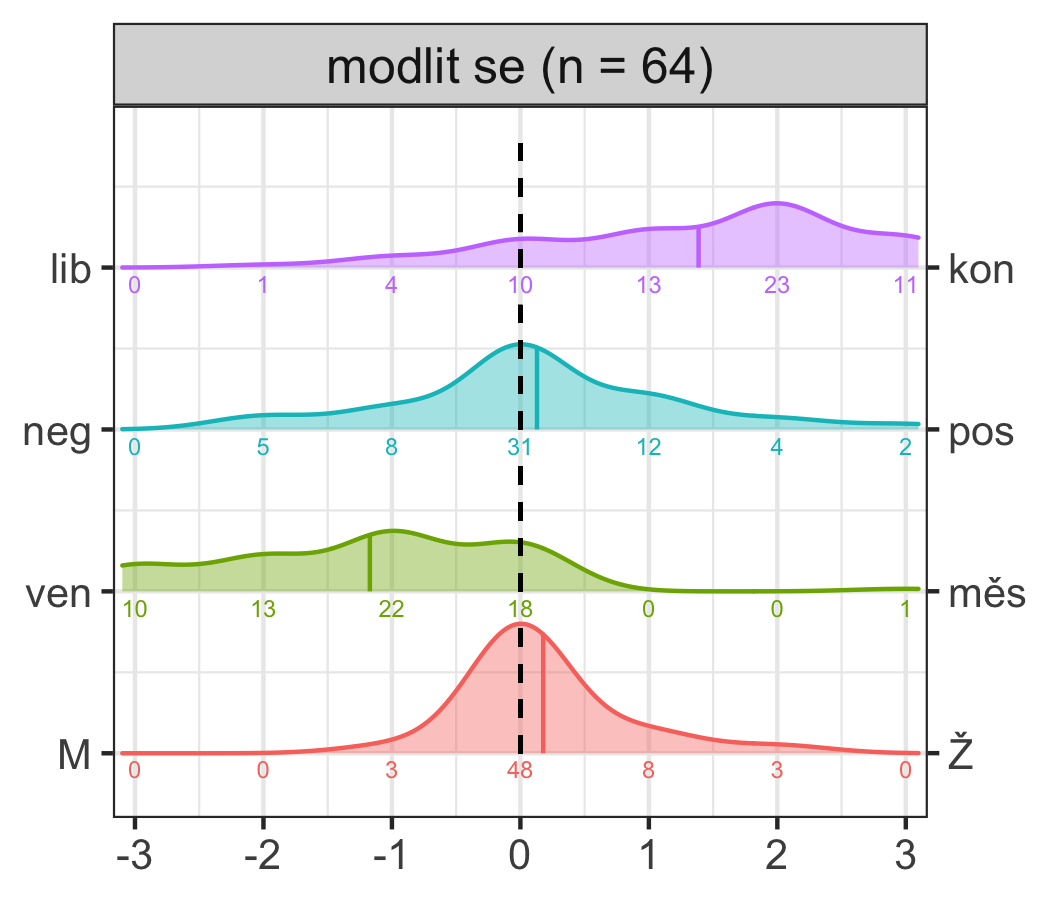 modlit se (n = 64)
lib kon
0 1 4 10 13 23 11
neg pos
0 5 8 31 12 4 2
ven měs
10 13 22 18 0 0 1
M Ž
0 0 3 48 8 3 0
-3 -2 -1 0 1 2 3